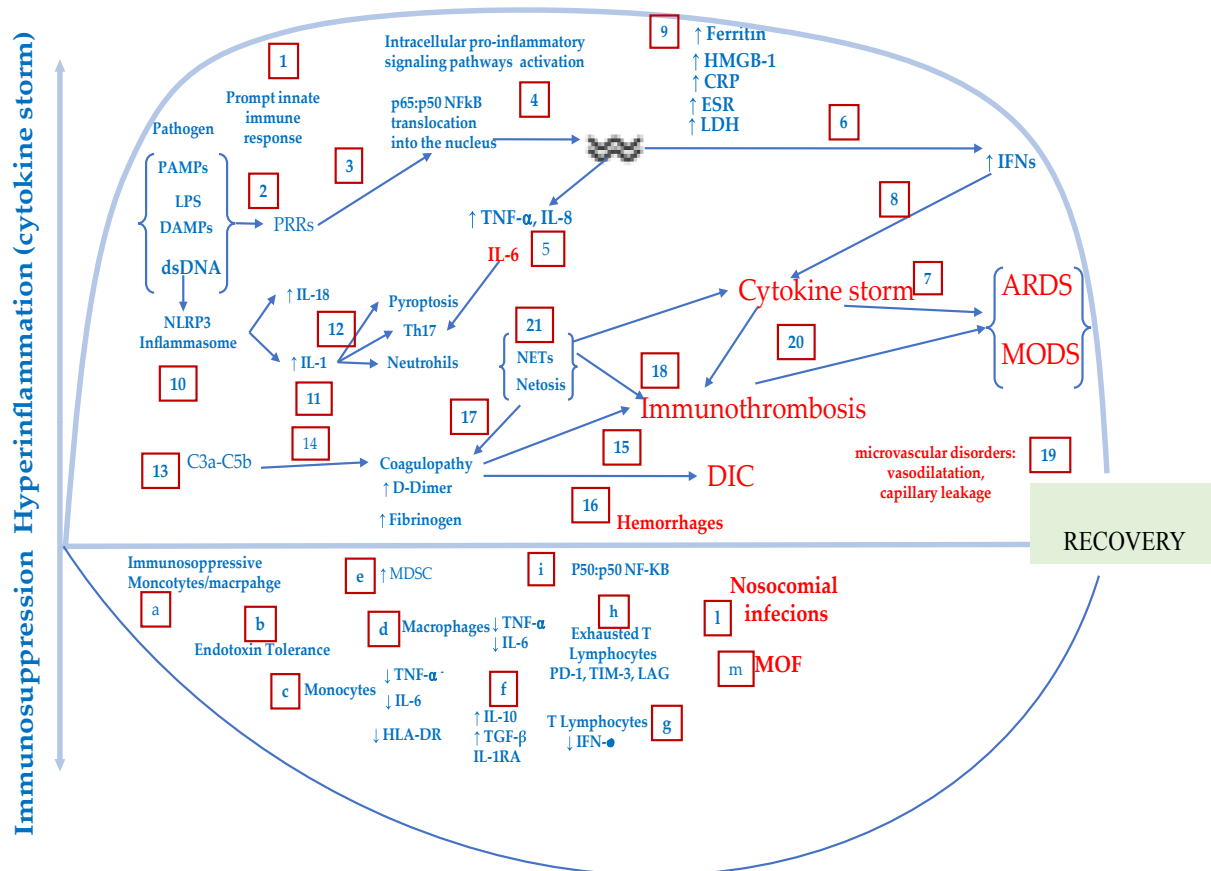 Hyperinflammation (cytokine storm)
Immunosuppression
1
Prompt innate
immune
response
Pathogen
PAMPs
LPS
DAMPs
dsDNA
2
PRRs
3
Intracellular pro-inflammatory
signaling pathways activation
p65:p50 NFkB
translocation
into the nucleus
4
9
↑ Ferritin
↑ HMGB-1
↑ CRP
↑ ESR
↑ LDH
6
↑ IFNs
8
↑ TNF-α, IL-8
IL-6
5
Cytokine storm
7
ARDS
MODS
NLRP3
Inflammasome
10
↑ IL-18
↑ IL-1
12
11
Pyroptosis
Th17
Neutrohils
21
NETs
Netosis
20
18
Immunothrombosis
17
13
C3a-C5b
14
Coagulopathy
↑ D-Dimer
↑ Fibrinogen
15
DIC
16
Hemorrhages
microvascular disorders:
vasodilatation,
capillary leakage
19
RECOVERY
Immunosoppressive
Moncotytes/macrpahge
a
b
Endotoxin Tolerance
e
↑ MDSC
i
P50:p50 NF-KB
d
Macrophages
↓ TNF-α
↓ IL-6
h
Exhausted T
Lymphocytes
PD-1, TIM-3, LAG
l
Nosocomial
infecions
m
MOF
c
Monocytes
↓ TNF-α -
↓ IL-6
↓ HLA-DR
f
↑ IL-10
↑ TGF-β
IL-1RA
T Lymphocytes
↓ IFN-
g